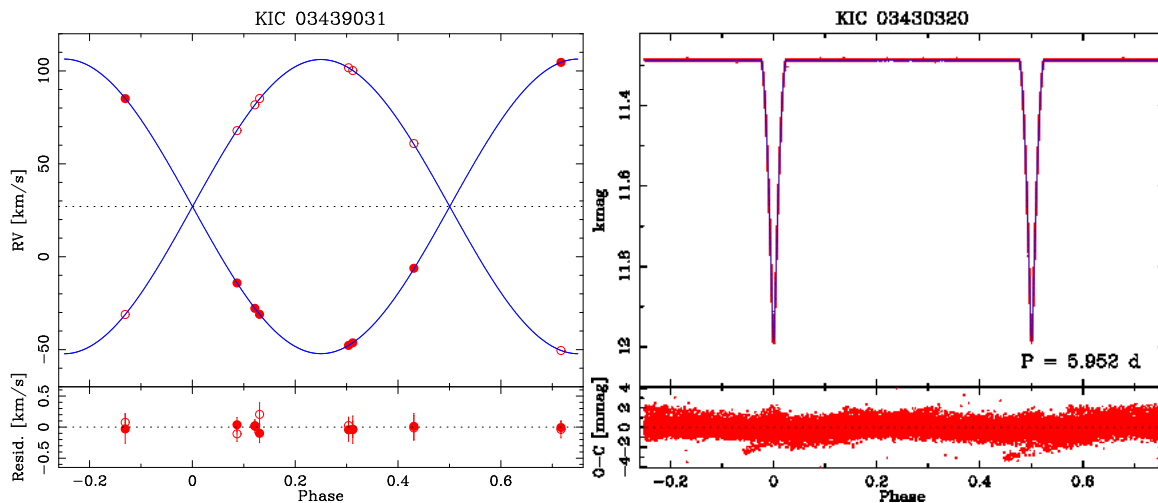 KIC 03439031
RV [km/s]
100
50
0
−50
Resid. [km/s]
0.5
0
−0.5
−0.2
0
0.2
0.4
0.6
Phase
KIC 03430320
kmag
11.4
11.6
11.8
12
P = 5.952 d
O−C [mmag]
4
2
0
−2
−4
−0.2
0
0.2
0.4
0.6
Phase